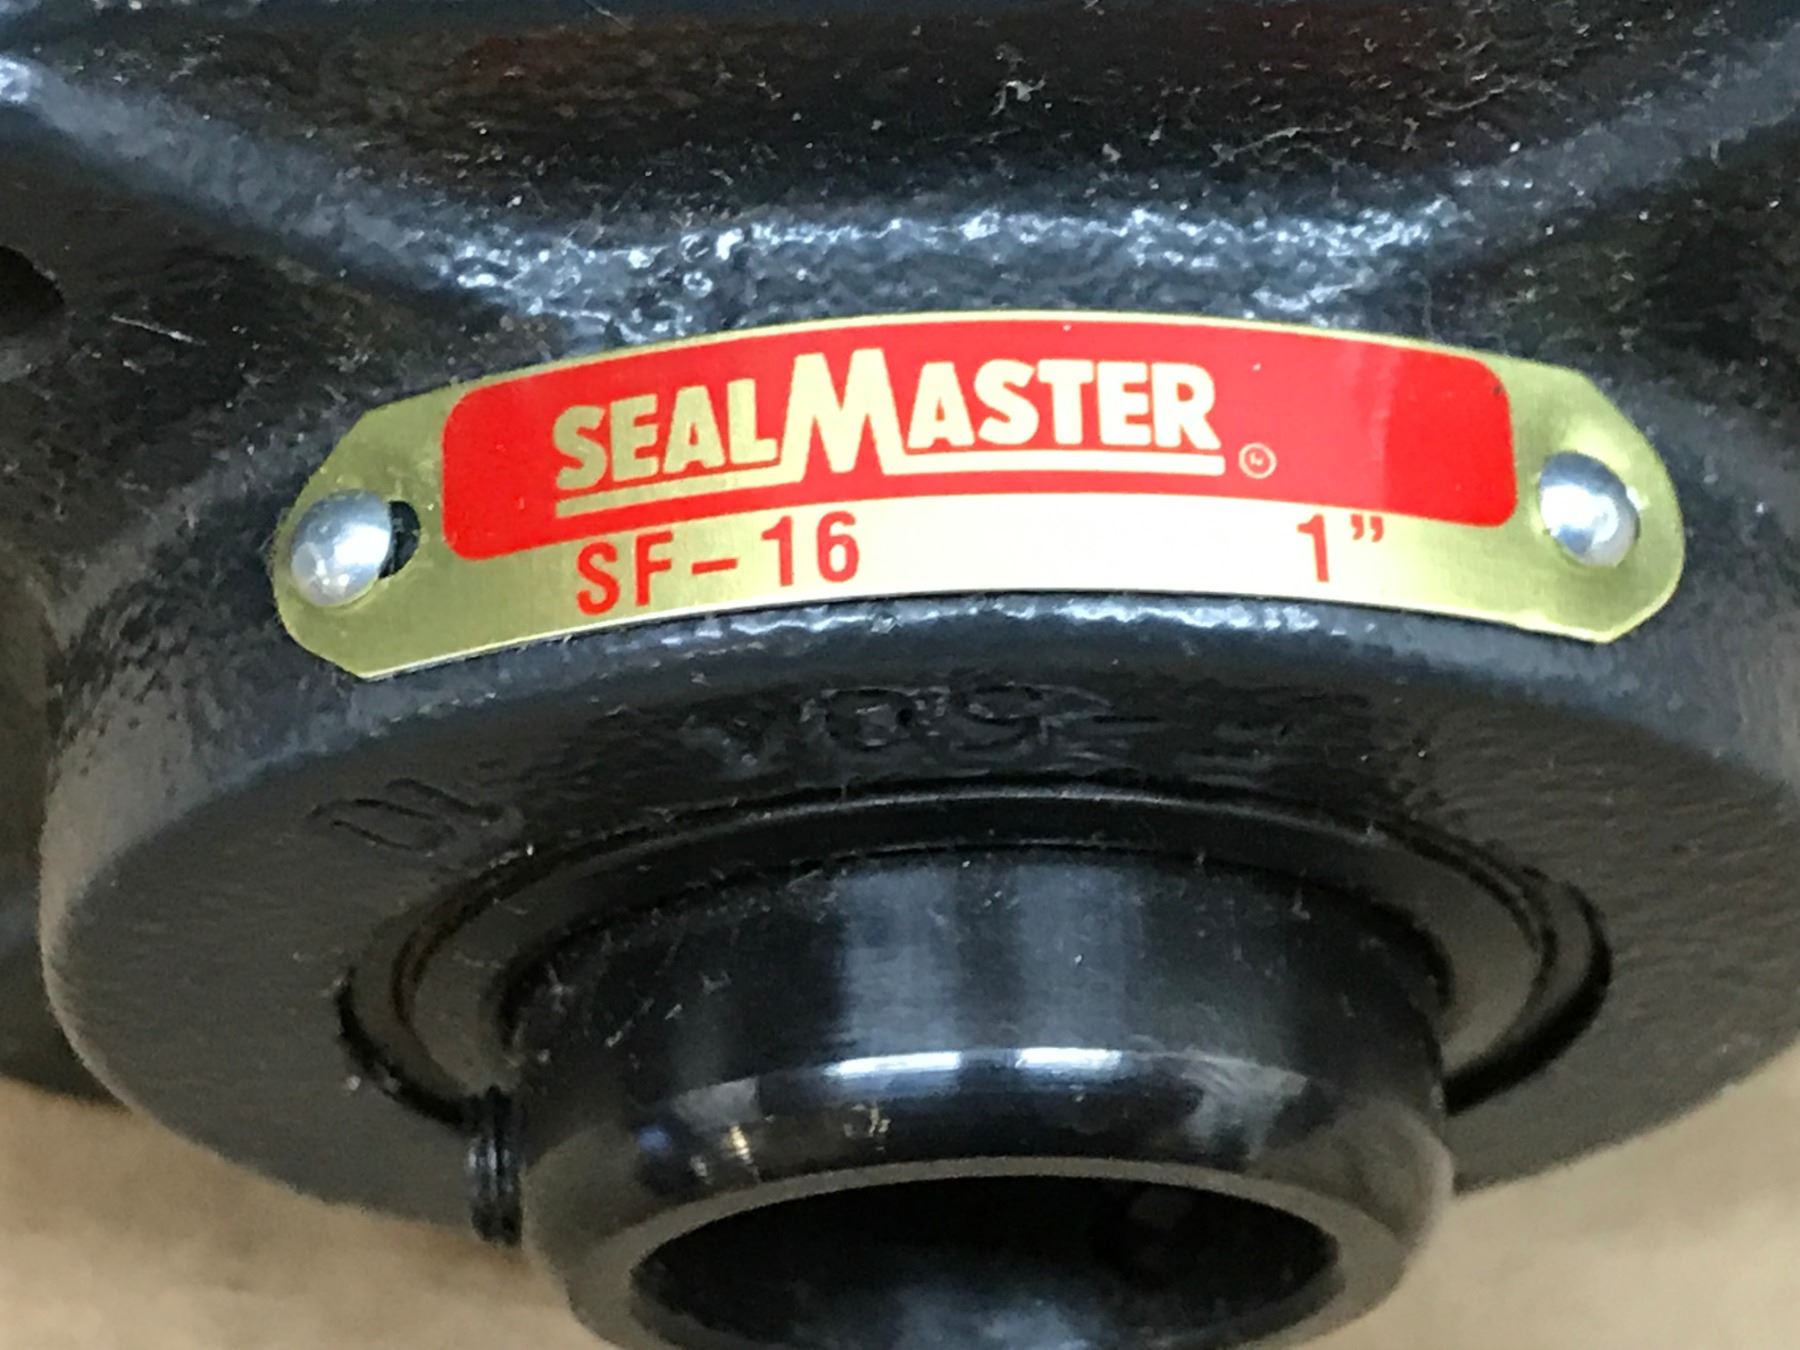 SEALMASTER ®
SF-16 1”